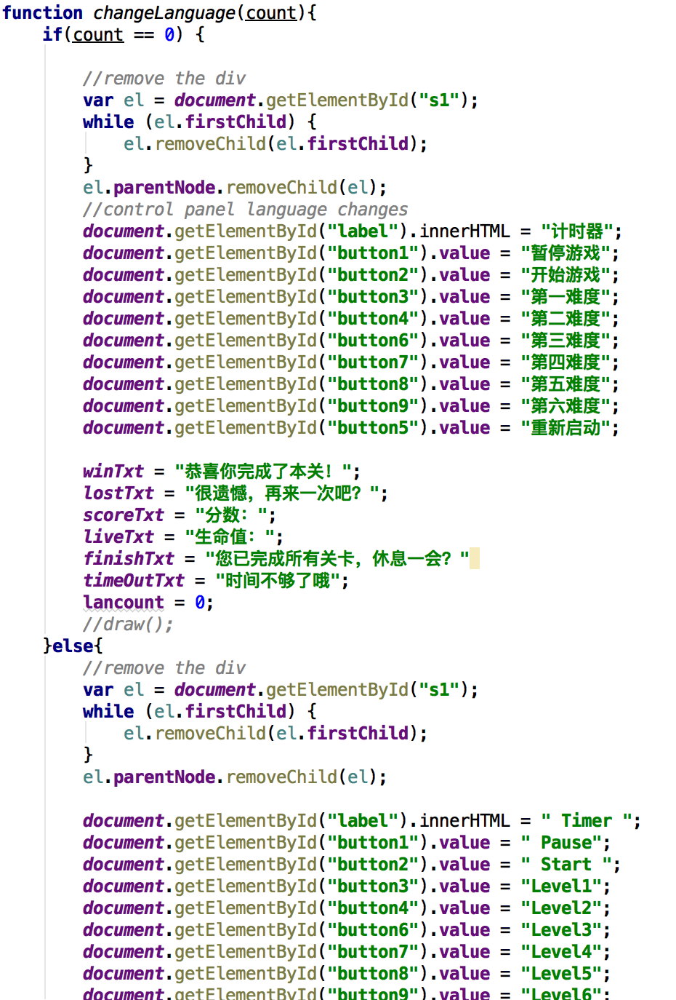 function changeLanguage(count){
    if(count == 0) {

        //remove the div
        var el = document.getElementById("s1");
        while (el.firstChild) {
            el.removeChild(el.firstChild);
        }
        el.parentNode.removeChild(el);
        //control panel language changes
        document.getElementById("label").innerHTML = "计时器";
        document.getElementById("button1").value = "暂停游戏";
        document.getElementById("button2").value = "开始游戏";
        document.getElementById("button3").value = "第一难度";
        document.getElementById("button4").value = "第二难度";
        document.getElementById("button6").value = "第三难度";
        document.getElementById("button7").value = "第四难度";
        document.getElementById("button8").value = "第五难度";
        document.getElementById("button9").value = "第六难度";
        document.getElementById("button5").value = "重新启动";

        winTxt = "恭喜你完成了本关！";
        lostTxt = "很遗憾，再来一次吧？";
        scoreTxt = "分数：";
        liveTxt = "生命值：";
        finishTxt = "您已完成所有关卡，休息一会？"
        timeOutTxt = "时间不够了哦";
        lancount = 0;
        //draw();
    }else{
        //remove the div
        var el = document.getElementById("s1");
        while (el.firstChild) {
            el.removeChild(el.firstChild);
        }
        el.parentNode.removeChild(el);

        document.getElementById("label").innerHTML = " Timer ";
        document.getElementById("button1").value = " Pause";
        document.getElementById("button2").value = " Start ";
        document.getElementById("button3").value = "Level1";
        document.getElementById("button4").value = "Level2";
        document.getElementById("button6").value = "Level3";
        document.getElementById("button7").value = "Level4";
        document.getElementById("button8").value = "Level5";
        document.getElementById("button9").value = "Level6";